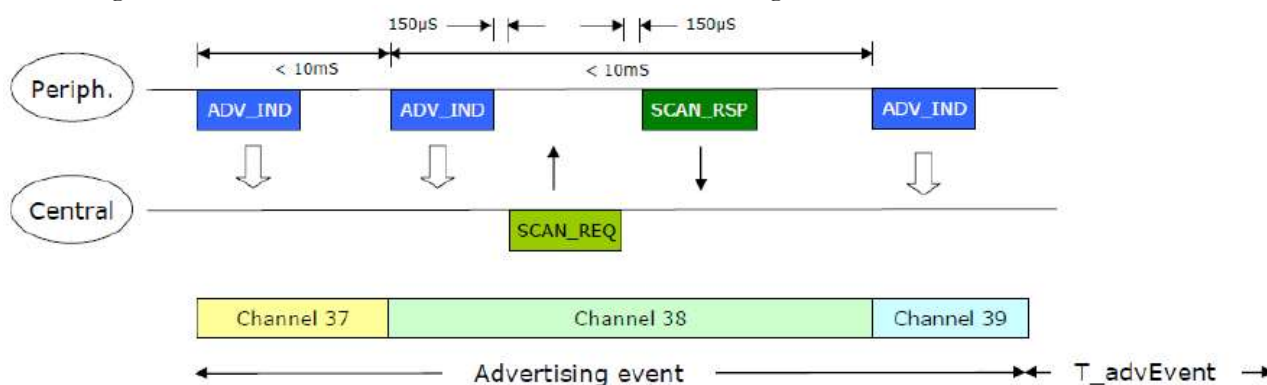 150µS 150µS
< 10mS < 10mS
Periph.
ADV_IND ADV_IND SCAN_RSP ADV_IND
Central
SCAN_REQ
Channel 37 Channel 38 Channel 39
Advertising event T_advEvent